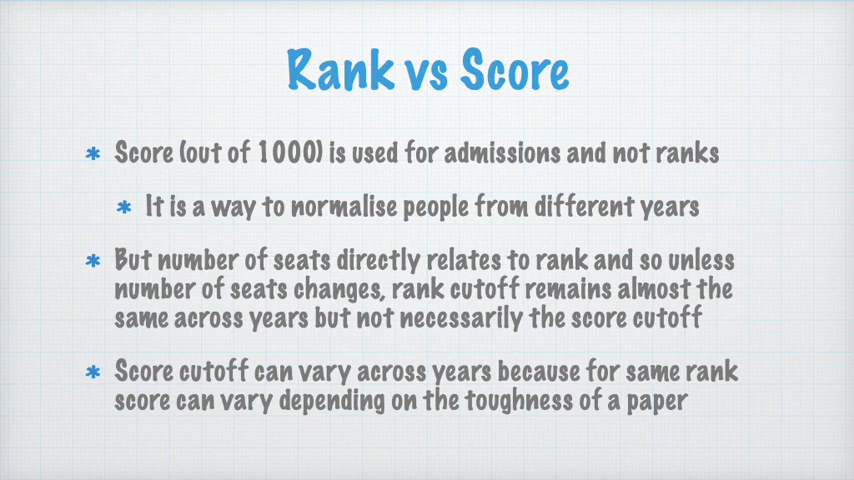 Rank vs Score
* Score (out of 1000) is used for admissions and not ranks
* It is a way to normalise people from different years
* But number of seats directly relates to rank and so unless
number of seats changes, rank cutoff remains almost the
same across years but not necessarily the score cutoff
* Score cutoff can vary across years because for same rank
score can vary depending on the toughness of a paper